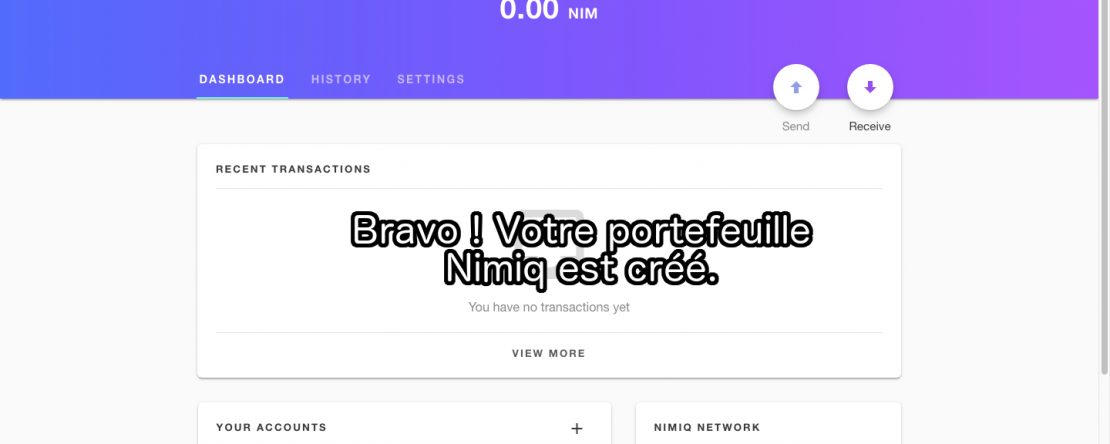 0.00 NIM
DASHBOARD HISTORY SETTINGS
Send Receive
RECENT TRANSACTIONS
Bravo ! Votre portefeuille
Nimiq est créé.
You have no transactions yet
VIEW MORE
YOUR ACCOUNTS +
NIMIQ NETWORK